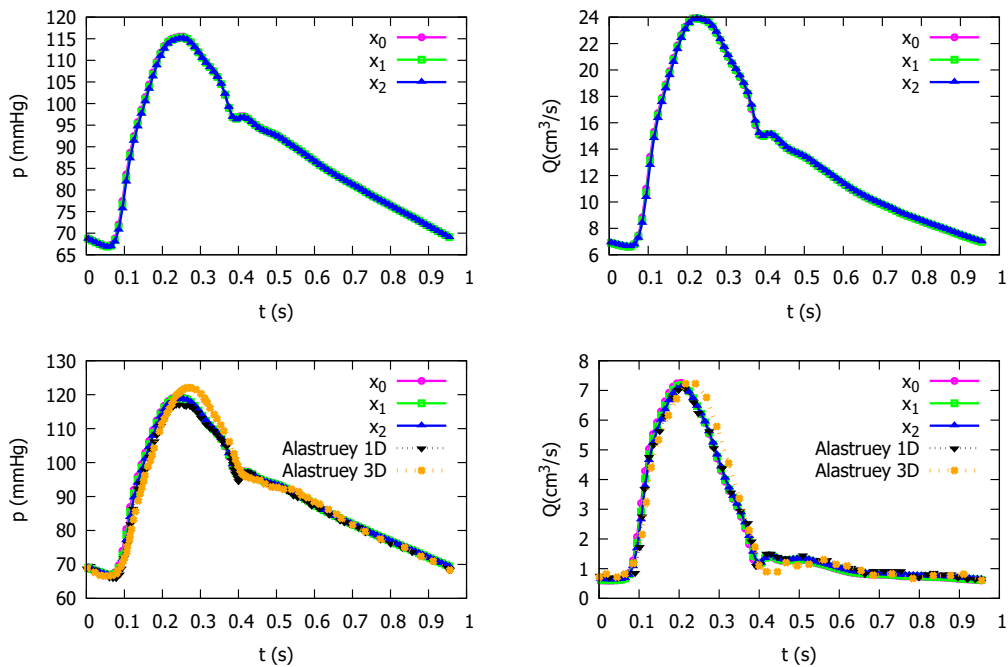 p (mmHg)
120
115
110
105
100
95
90
85
80
75
70
65
0 0.1 0.2 0.3 0.4 0.5 0.6 0.7 0.8 0.9 1
t (s)
x0
x1
x2
Q(cm3/s)
24
22
20
18
16
14
12
10
8
6
0 0.1 0.2 0.3 0.4 0.5 0.6 0.7 0.8 0.9 1
t (s)
x0
x1
x2
p (mmHg)
130
120
110
100
90
80
70
60
0 0.1 0.2 0.3 0.4 0.5 0.6 0.7 0.8 0.9 1
t (s)
x0
x1
x2
Alastruey 1D
Alastruey 3D
Q(cm3/s)
8
7
6
5
4
3
2
1
0
0 0.1 0.2 0.3 0.4 0.5 0.6 0.7 0.8 0.9 1
t (s)
x0
x1
x2
Alastruey 1D
Alastruey 3D